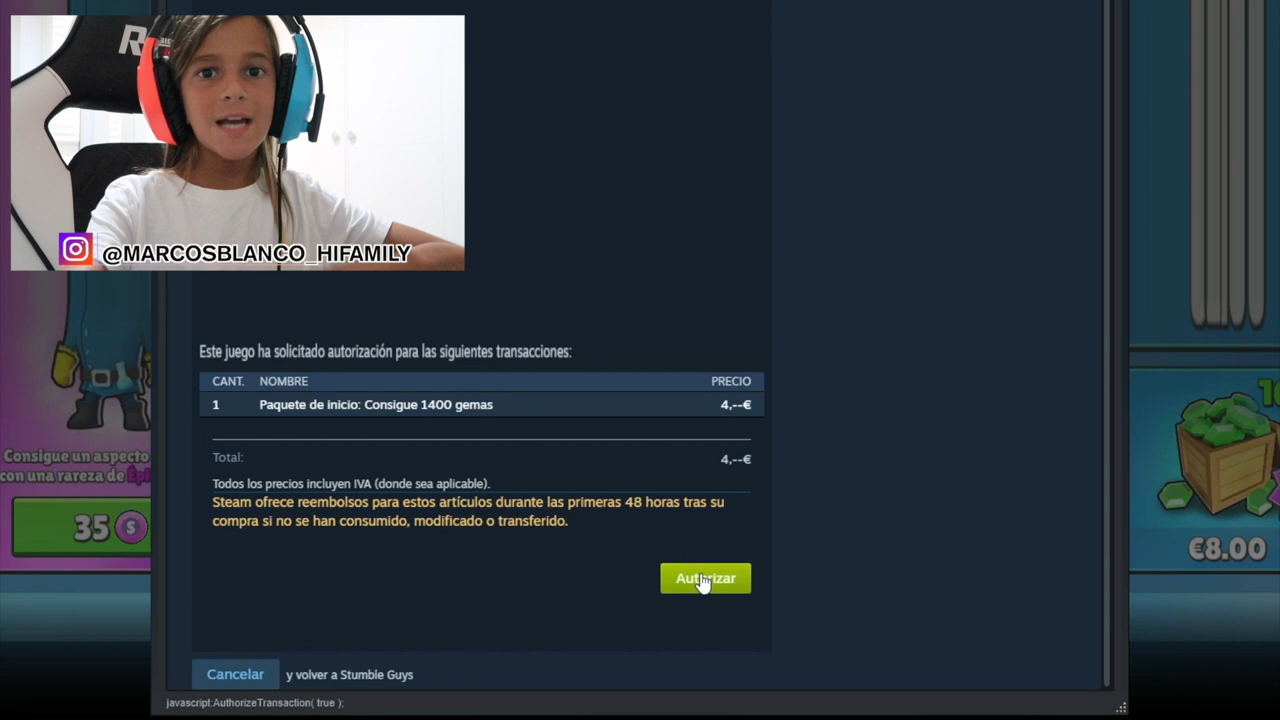 @MARCOSBLANCO_HIFAMILY
Este juego ha solicitado autorización para las siguientes transacciones:
CANT. NOMBRE PRECIO
1 Paquete de inicio: Consigue 1400 gemas 4,--€
Total: 4,--€
Todos los precios incluyen IVA (donde sea aplicable).
Steam ofrece reembolsos para estos artículos durante las primeras 48 horas tras su
compra si no se han consumido, modificado o transferido.
Autorizar
Cancelar y volver a Stumble Guys
javascript:AuthorizeTransaction( true );
Consigue un aspecto
con una rareza de
35 S
€8.00